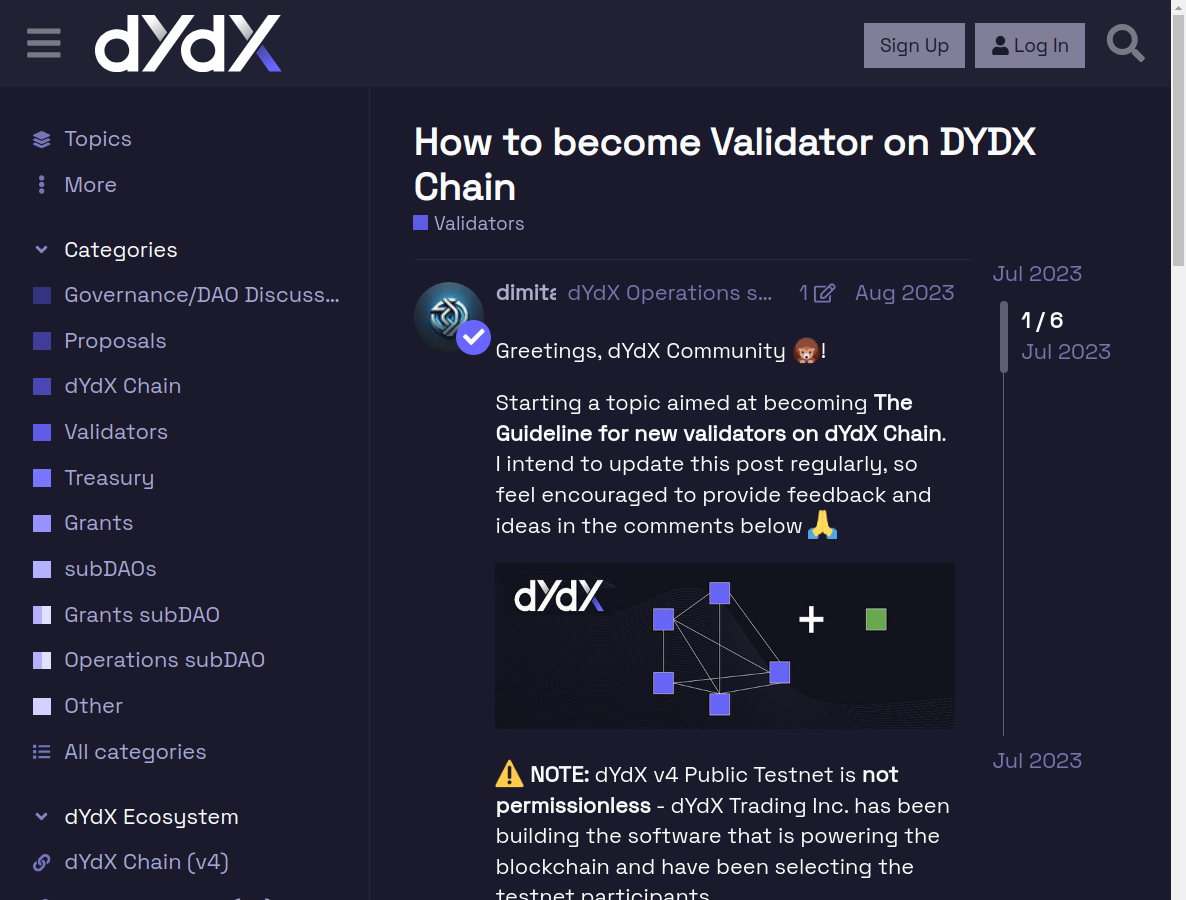 dYdX
Sign Up
Log In
Topics
More
Categories
Governance/DAO Discuss...
Proposals
dYdX Chain
Validators
Treasury
Grants
subDAOs
Grants subDAO
Operations subDAO
Other
All categories
dYdX Ecosystem
dYdX Chain (v4)
How to become Validator on DYDX
Chain
Validators
dimita dYdX Operations s... 1 Aug 2023
Greetings, dYdX Community !
Starting a topic aimed at becoming The
Guideline for new validators on dYdX Chain.
I intend to update this post regularly, so
feel encouraged to provide feedback and
ideas in the comments below
dYdX
NOTE: dYdX v4 Public Testnet is not
permissionless - dYdX Trading Inc. has been
building the software that is powering the
blockchain and have been selecting the
testnet participants
Jul 2023
1 / 6
Jul 2023
Jul 2023